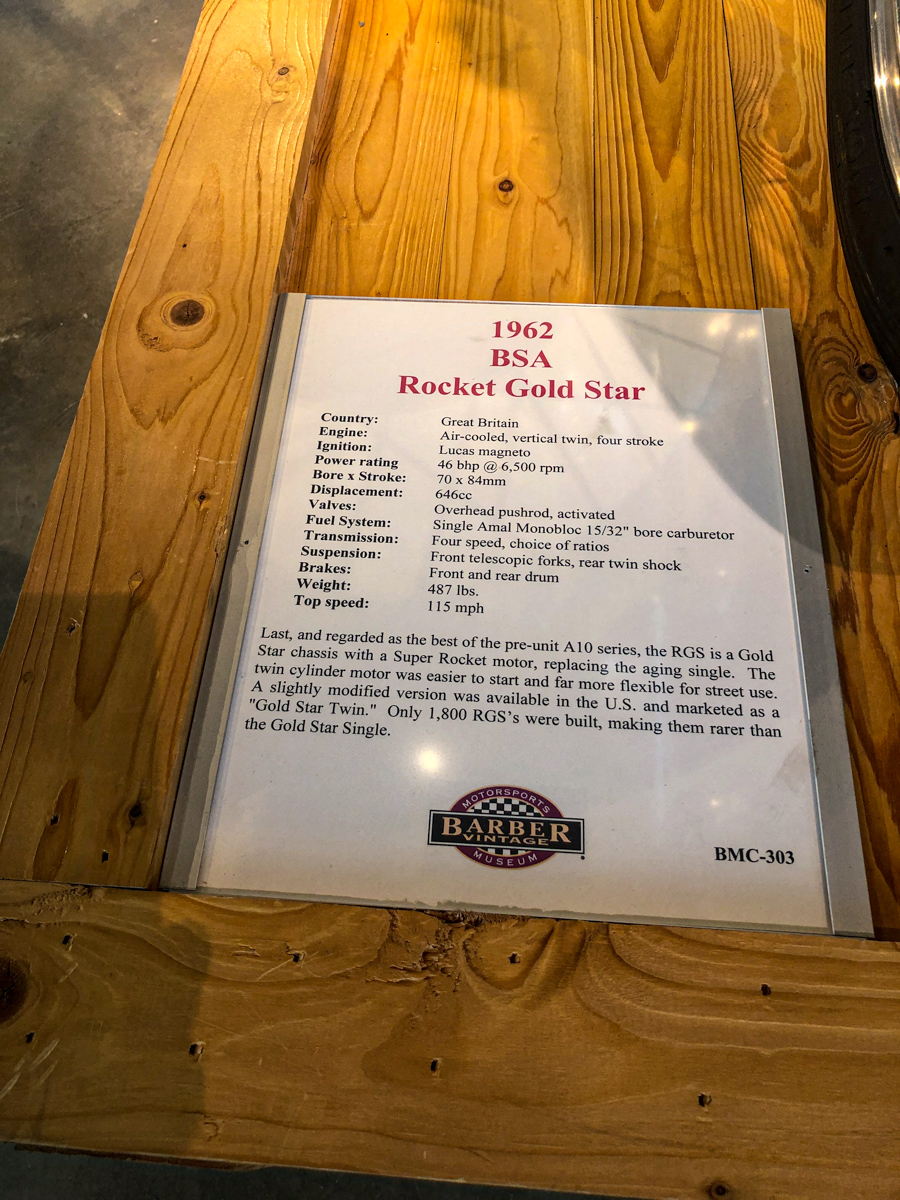 1962
BSA
Rocket Gold Star
Country: Great Britain
Engine: Air-cooled, vertical twin, four stroke
Ignition: Lucas magneto
Power rating 46 bhp @ 6,500 rpm
Bore x Stroke: 70 x 84mm
Displacement: 646cc
Valves: Overhead pushrod, activated
Fuel System: Single Amal Monobloc 15/32" bore carburetor
Transmission: Four speed, choice of ratios
Suspension: Front telescopic forks, rear twin shock
Brakes: Front and rear drum
Weight: 487 lbs.
Top speed: 115 mph
Last, and regarded as the best of the pre-unit A10 series, the RGS is a Gold
Star chassis with a Super Rocket motor, replacing the aging single. The
twin cylinder motor was easier to start and far more flexible for street use.
A slightly modified version was available in the U.S. and marketed as a
"Gold Star Twin." Only 1,800 RGS's were built, making them rarer than
the Gold Star Single.
MOTORSPORTS
BARBER
VINTAGE
MUSEUM
BMC-303